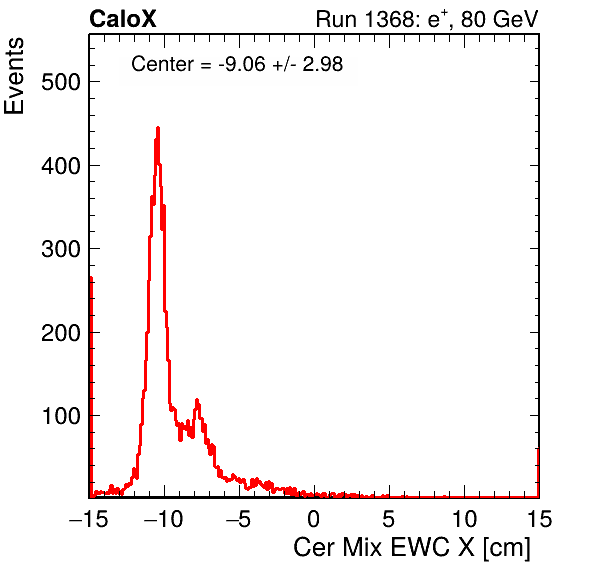 CaloX
Run 1368: e⁺, 80 GeV
Events
Center = -9.06 +/- 2.98
500
400
300
200
100
−15 −10 −5 0 5 10 15
Cer Mix EWC X [cm]